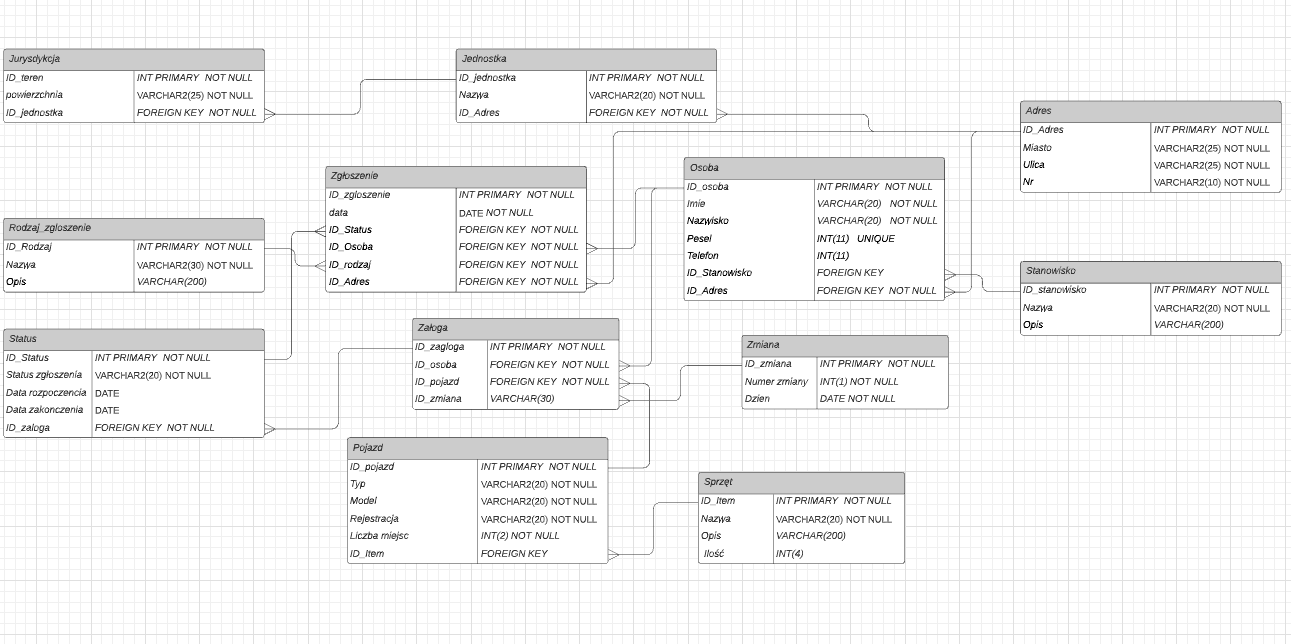 Jurysdykcja
ID_teren INT PRIMARY NOT NULL
powierzchnia VARCHAR2(25) NOT NULL
ID_jednostka FOREIGN KEY NOT NULL
Jednostka
ID_jednostka INT PRIMARY NOT NULL
Nazwa VARCHAR2(20) NOT NULL
ID_Adres FOREIGN KEY NOT NULL
Adres
ID_Adres INT PRIMARY NOT NULL
Miasto VARCHAR2(25) NOT NULL
Ulica VARCHAR2(25) NOT NULL
Nr VARCHAR2(10) NOT NULL
Zgłoszenie
ID_zgloszenie INT PRIMARY NOT NULL
data DATE NOT NULL
ID_Status FOREIGN KEY NOT NULL
ID_Osoba FOREIGN KEY NOT NULL
ID_rodzaj FOREIGN KEY NOT NULL
ID_Adres FOREIGN KEY NOT NULL
Osoba
ID_osoba INT PRIMARY NOT NULL
Imie VARCHAR(20) NOT NULL
Nazwisko VARCHAR(20) NOT NULL
Pesel INT(11) UNIQUE
Telefon INT(11)
ID_Stanowisko FOREIGN KEY
ID_Adres FOREIGN KEY NOT NULL
Rodzaj_zgloszenie
ID_Rodzaj INT PRIMARY NOT NULL
Nazwa VARCHAR2(30) NOT NULL
Opis VARCHAR(200)
Stanowisko
ID_stanowisko INT PRIMARY NOT NULL
Nazwa VARCHAR2(20) NOT NULL
Opis VARCHAR(200)
Status
ID_Status INT PRIMARY NOT NULL
Status zgłoszenia VARCHAR2(20) NOT NULL
Data rozpoczencia DATE
Data zakonczenia DATE
ID_zaloga FOREIGN KEY NOT NULL
Załoga
ID_zagloga INT PRIMARY NOT NULL
ID_osoba FOREIGN KEY NOT NULL
ID_pojazd FOREIGN KEY NOT NULL
ID_zmiana VARCHAR(30)
Zmiana
ID_zmiana INT PRIMARY NOT NULL
Numer zmiany INT(1) NOT NULL
Dzien DATE NOT NULL
Pojazd
ID_pojazd INT PRIMARY NOT NULL
Typ VARCHAR2(20) NOT NULL
Model VARCHAR2(20) NOT NULL
Rejestracja VARCHAR2(20) NOT NULL
Liczba miejsc INT(2) NOT NULL
ID_Item FOREIGN KEY
Sprzęt
ID_Item INT PRIMARY NOT NULL
Nazwa VARCHAR2(20) NOT NULL
Opis VARCHAR(200)
Ilość INT(4)